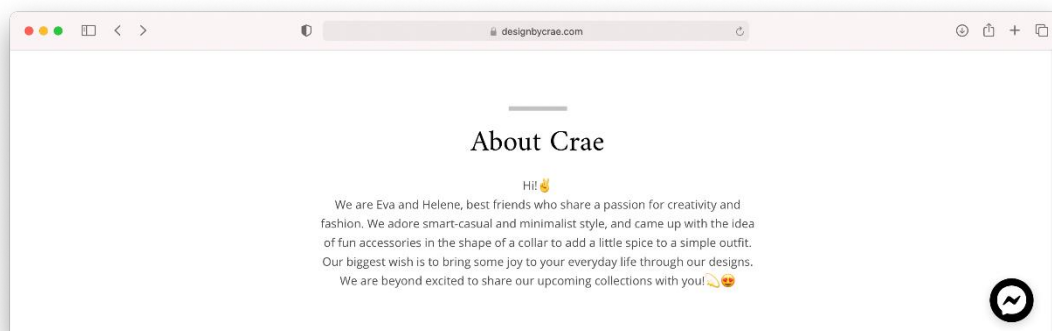 designbycrae.com
About Crae
Hi!✌️
We are Eva and Helene, best friends who share a passion for creativity and
fashion. We adore smart-casual and minimalist style, and came up with the idea
of fun accessories in the shape of a collar to add a little spice to a simple outfit.
Our biggest wish is to bring some joy to your everyday life through our designs.
We are beyond excited to share our upcoming collections with you!💫😍